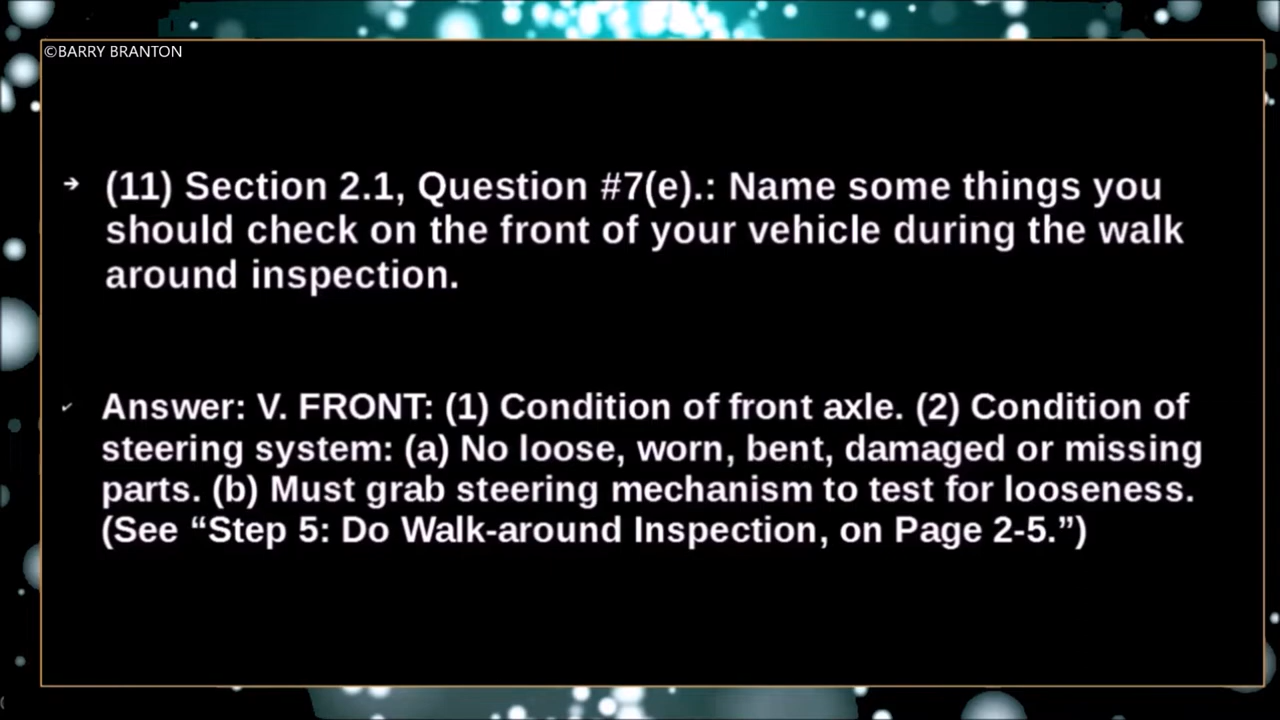 ©BARRY BRANTON
➔ (11) Section 2.1, Question #7(e).: Name some things you
should check on the front of your vehicle during the walk
around inspection.
✓ Answer: V. FRONT: (1) Condition of front axle. (2) Condition of
steering system: (a) No loose, worn, bent, damaged or missing
parts. (b) Must grab steering mechanism to test for looseness.
(See “Step 5: Do Walk-around Inspection, on Page 2-5.”)